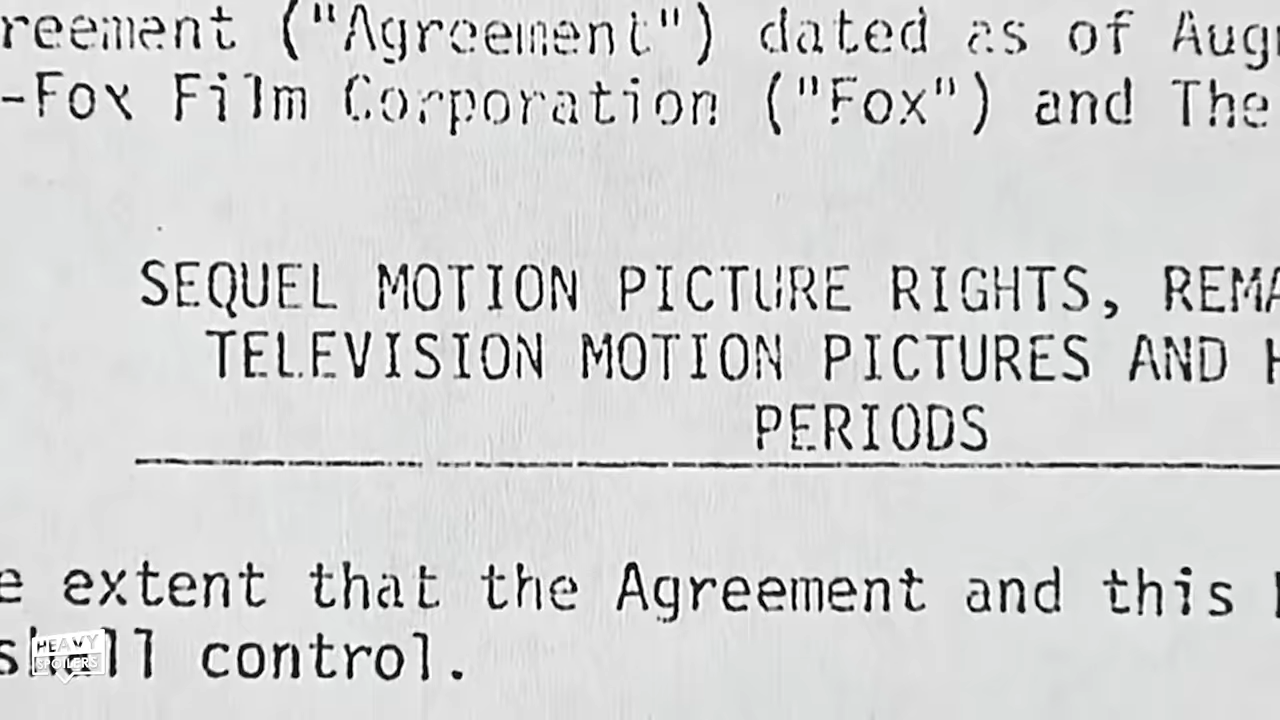 reement ("Agreement") dated as of Aug
-Fox Film Corporation ("Fox") and The
SEQUEL MOTION PICTURE RIGHTS, REMA
TELEVISION MOTION PICTURES AND H
PERIODS
e extent that the Agreement and this
shall control.
HEAVY
SPOILERS